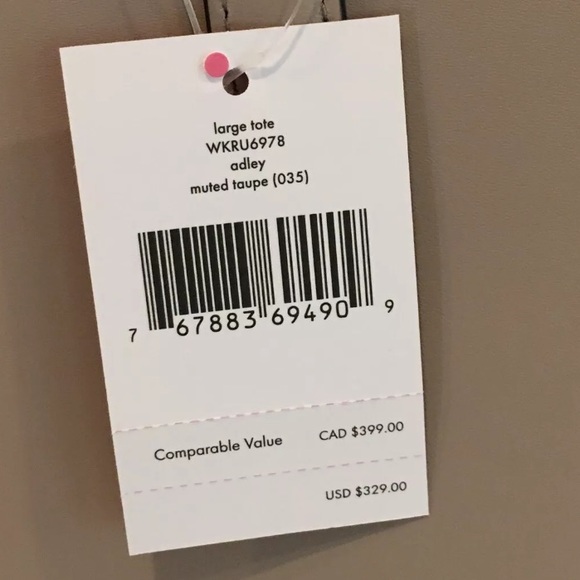 large tote
WKRU6978
adley
muted taupe (035)
7 67883 69490 9
Comparable Value CAD $399.00
USD $329.00